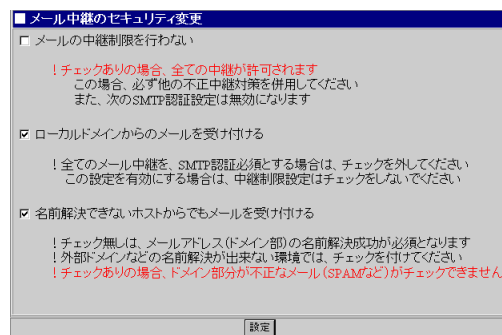 ■ メール中継のセキュリティ変更
メールの中継制限を行わない
！チェックありの場合、全ての中継が許可されます
この場合、必ず他の不正中継対策を併用してください
また、次のSMTP認証設定は無効になります
ローカルドメインからのメールを受け付ける
！全てのメール中継を、SMTP認証必須とする場合は、チェックを外してください
この設定を有効にする場合は、中継制限設定はチェックをしないでください
名前解決できないホストからでもメールを受け付ける
！チェック無しは、メールアドレス(ドメイン部)の名前解決成功が必須となります
！外部ドメインなどの名前解決が出来ない環境では、チェックを付けてください
！チェックありの場合、ドメイン部分が不正なメール(SPAMなど)がチェックできません
設定